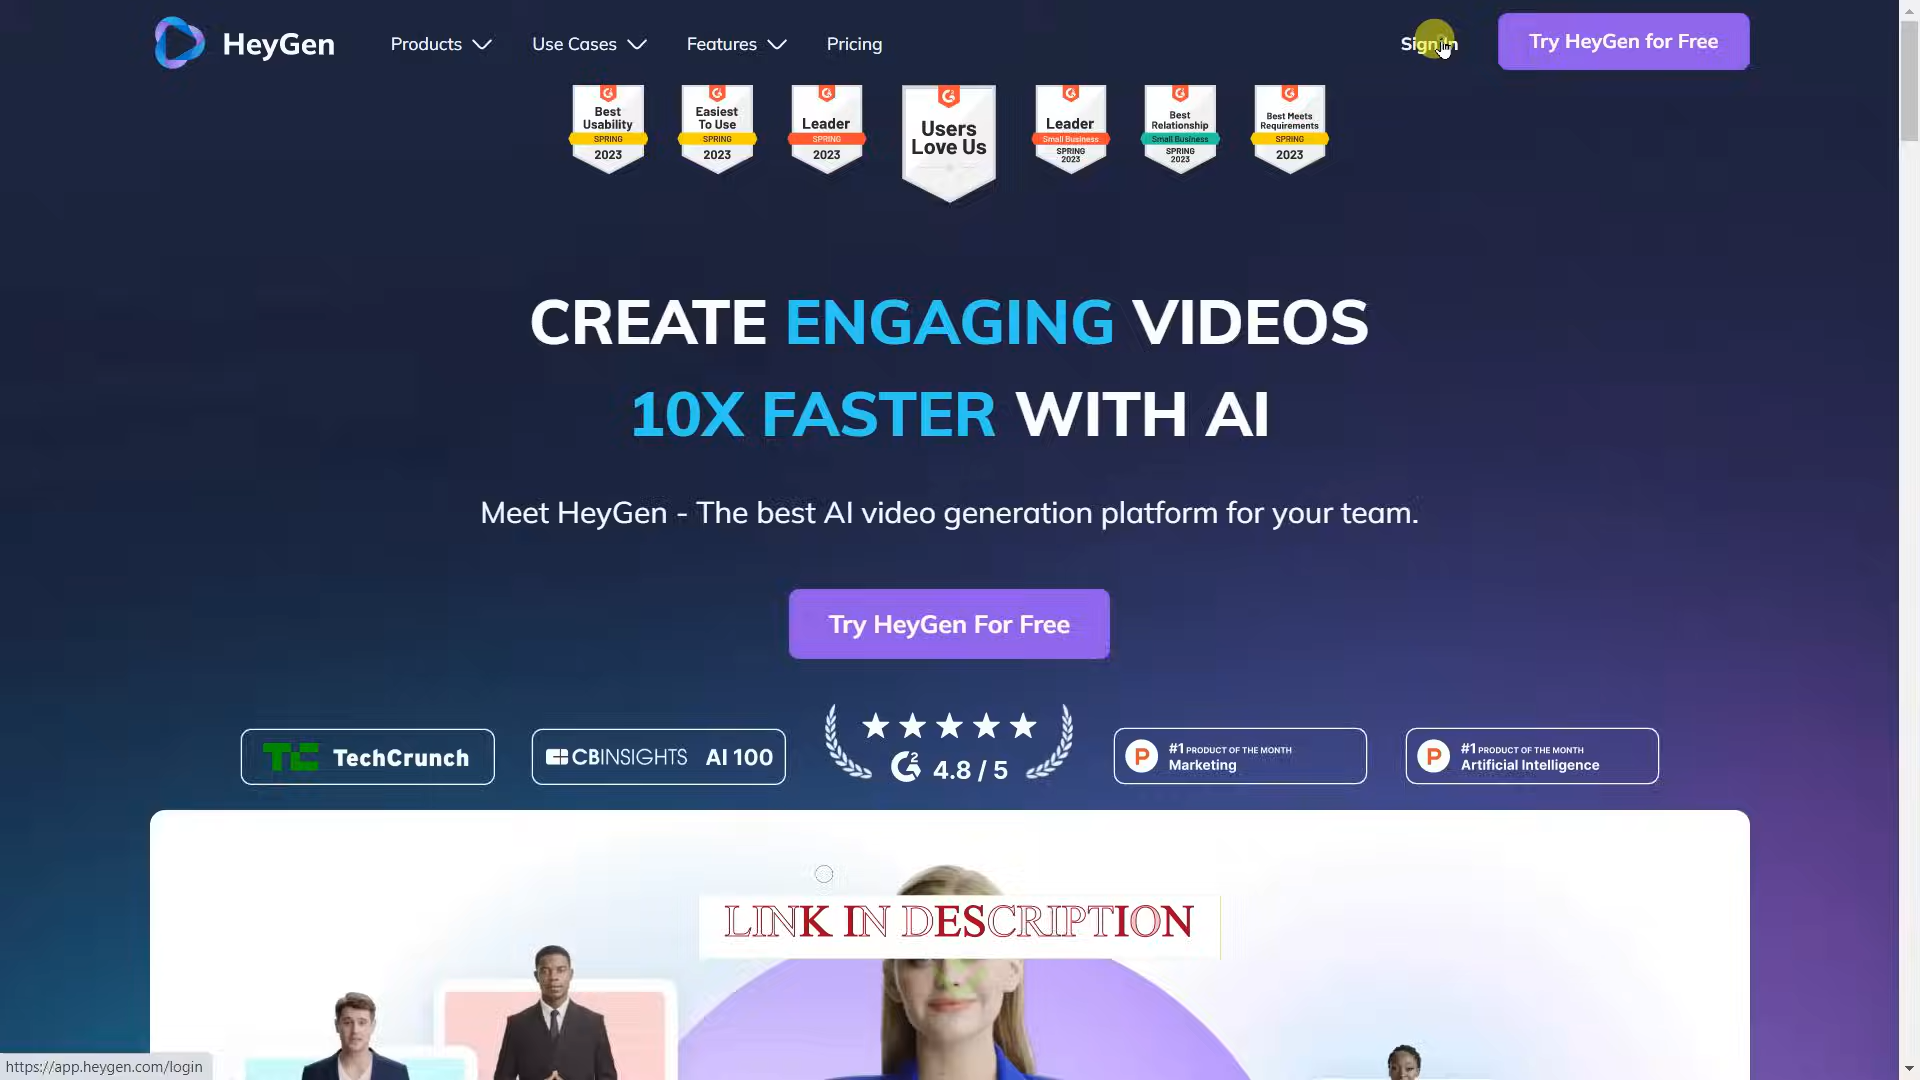 HeyGen
Products
Use Cases
Features
Pricing
Sign In
Try HeyGen for Free
Best
Usability
SPRING
2023
Easiest
To Use
SPRING
2023
Leader
SPRING
2023
Users
Love Us
Leader
Small Business
SPRING
2023
Best
Relationship
Small Business
SPRING
2023
Best Meets
Requirements
SPRING
2023
CREATE ENGAGING VIDEOS
10X FASTER WITH AI
Meet HeyGen - The best AI video generation platform for your team.
Try HeyGen For Free
TC TechCrunch
CBINSIGHTS AI 100
G2 4.8 / 5
P #1 PRODUCT OF THE MONTH
Marketing
P #1 PRODUCT OF THE MONTH
Artificial Intelligence
LINK IN DESCRIPTION
https://app.heygen.com/login